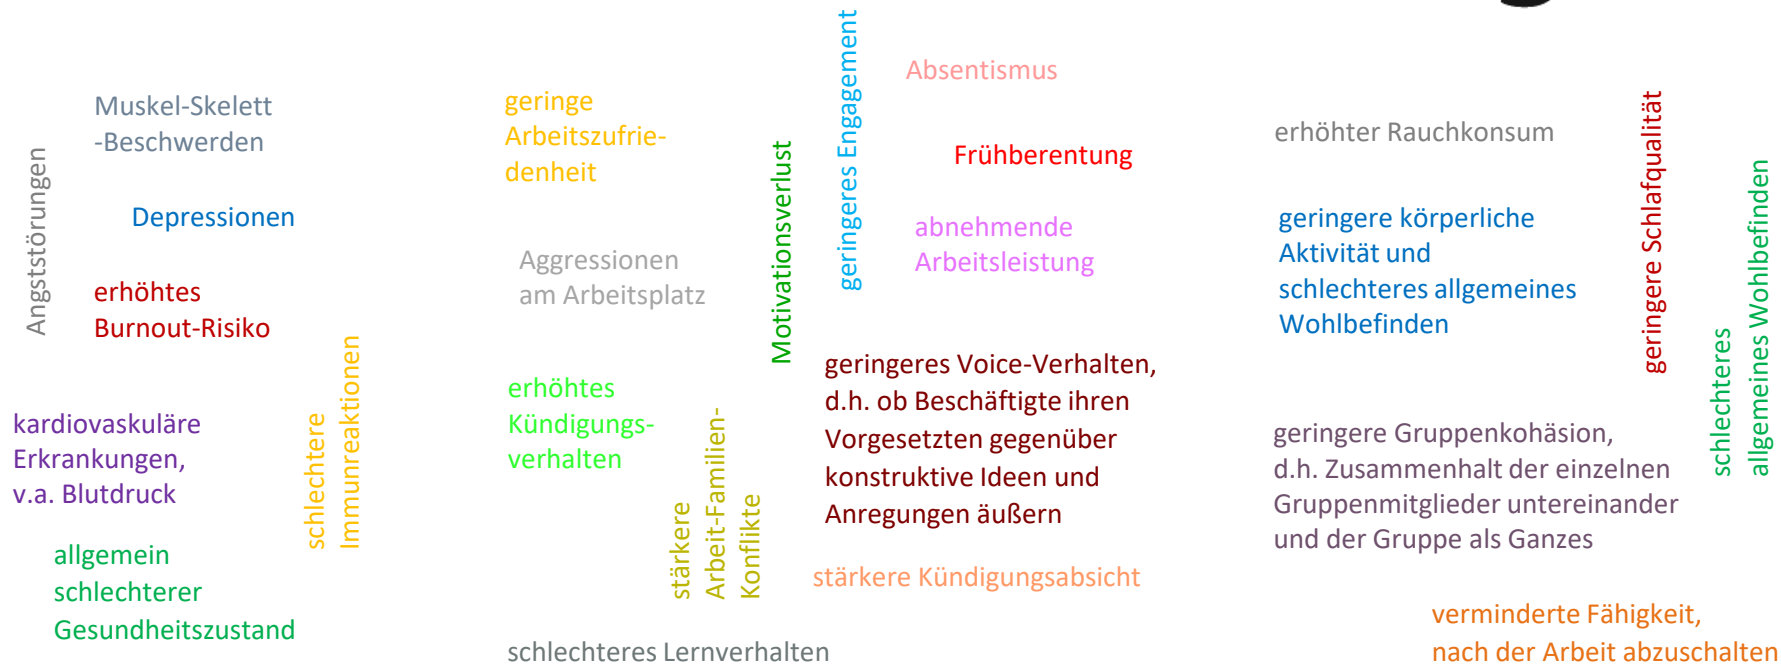 Angststörungen
Muskel-Skelett
-Beschwerden
Depressionen
erhöhtes
Burnout-Risiko
kardiovaskuläre
Erkrankungen,
v.a. Blutdruck
schlechtere
Immunreaktionen
allgemein
schlechterer
Gesundheitszustand
geringe
Arbeitszufrie-
denheit
Aggressionen
am Arbeitsplatz
Motivationsverlust
erhöhtes
Kündigungs-
verhalten
stärkere
Arbeit-Familien-
Konflikte
schlechteres Lernverhalten
geringeres Engagement
Absentismus
Frühberentung
abnehmende
Arbeitsleistung
geringeres Voice-Verhalten,
d.h. ob Beschäftigte ihren
Vorgesetzten gegenüber
konstruktive Ideen und
Anregungen äußern
stärkere Kündigungsabsicht
erhöhter Rauchkonsum
geringere körperliche
Aktivität und
schlechteres allgemeines
Wohlbefinden
geringere Schlafqualität
schlechteres
allgemeines Wohlbefinden
geringere Gruppenkohäsion,
d.h. Zusammenhalt der einzelnen
Gruppenmitglieder untereinander
und der Gruppe als Ganzes
verminderte Fähigkeit,
nach der Arbeit abzuschalten